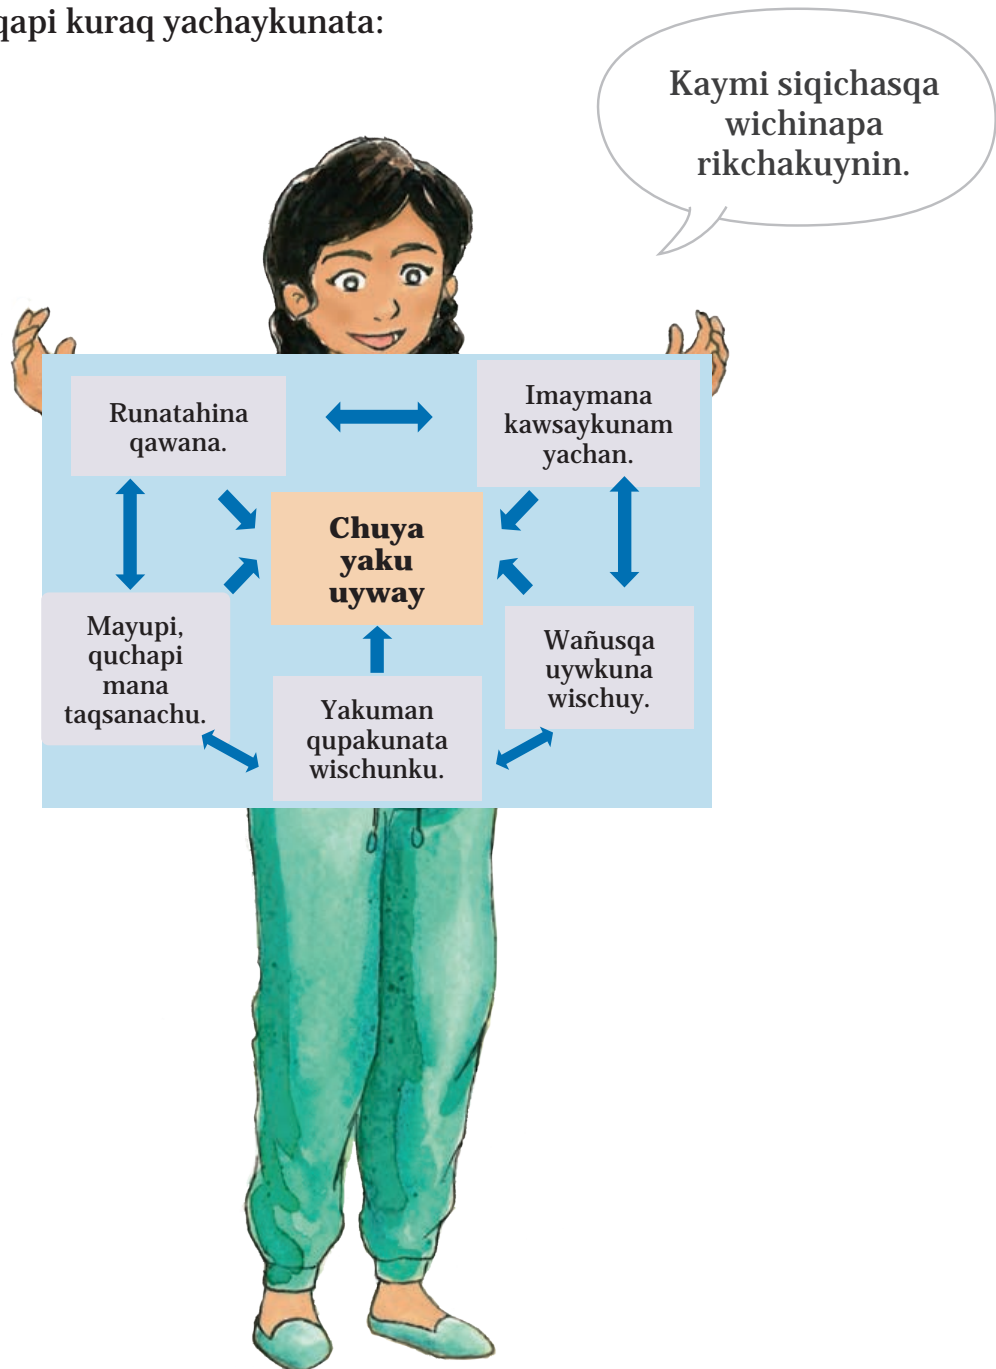 qapi kuraq yachaykunata:
Kaymi siqichasqa
wichinapa
rikchakuynin.
Runatahina
qawana.
Imaymana
kawsaykunam
yachan.
Chuya
yaku
uyway
Mayupi,
quchapi
mana
taqsanachu.
Yakuman
qupakunata
wischunku.
Wañusqa
uywkuna
wischuy.